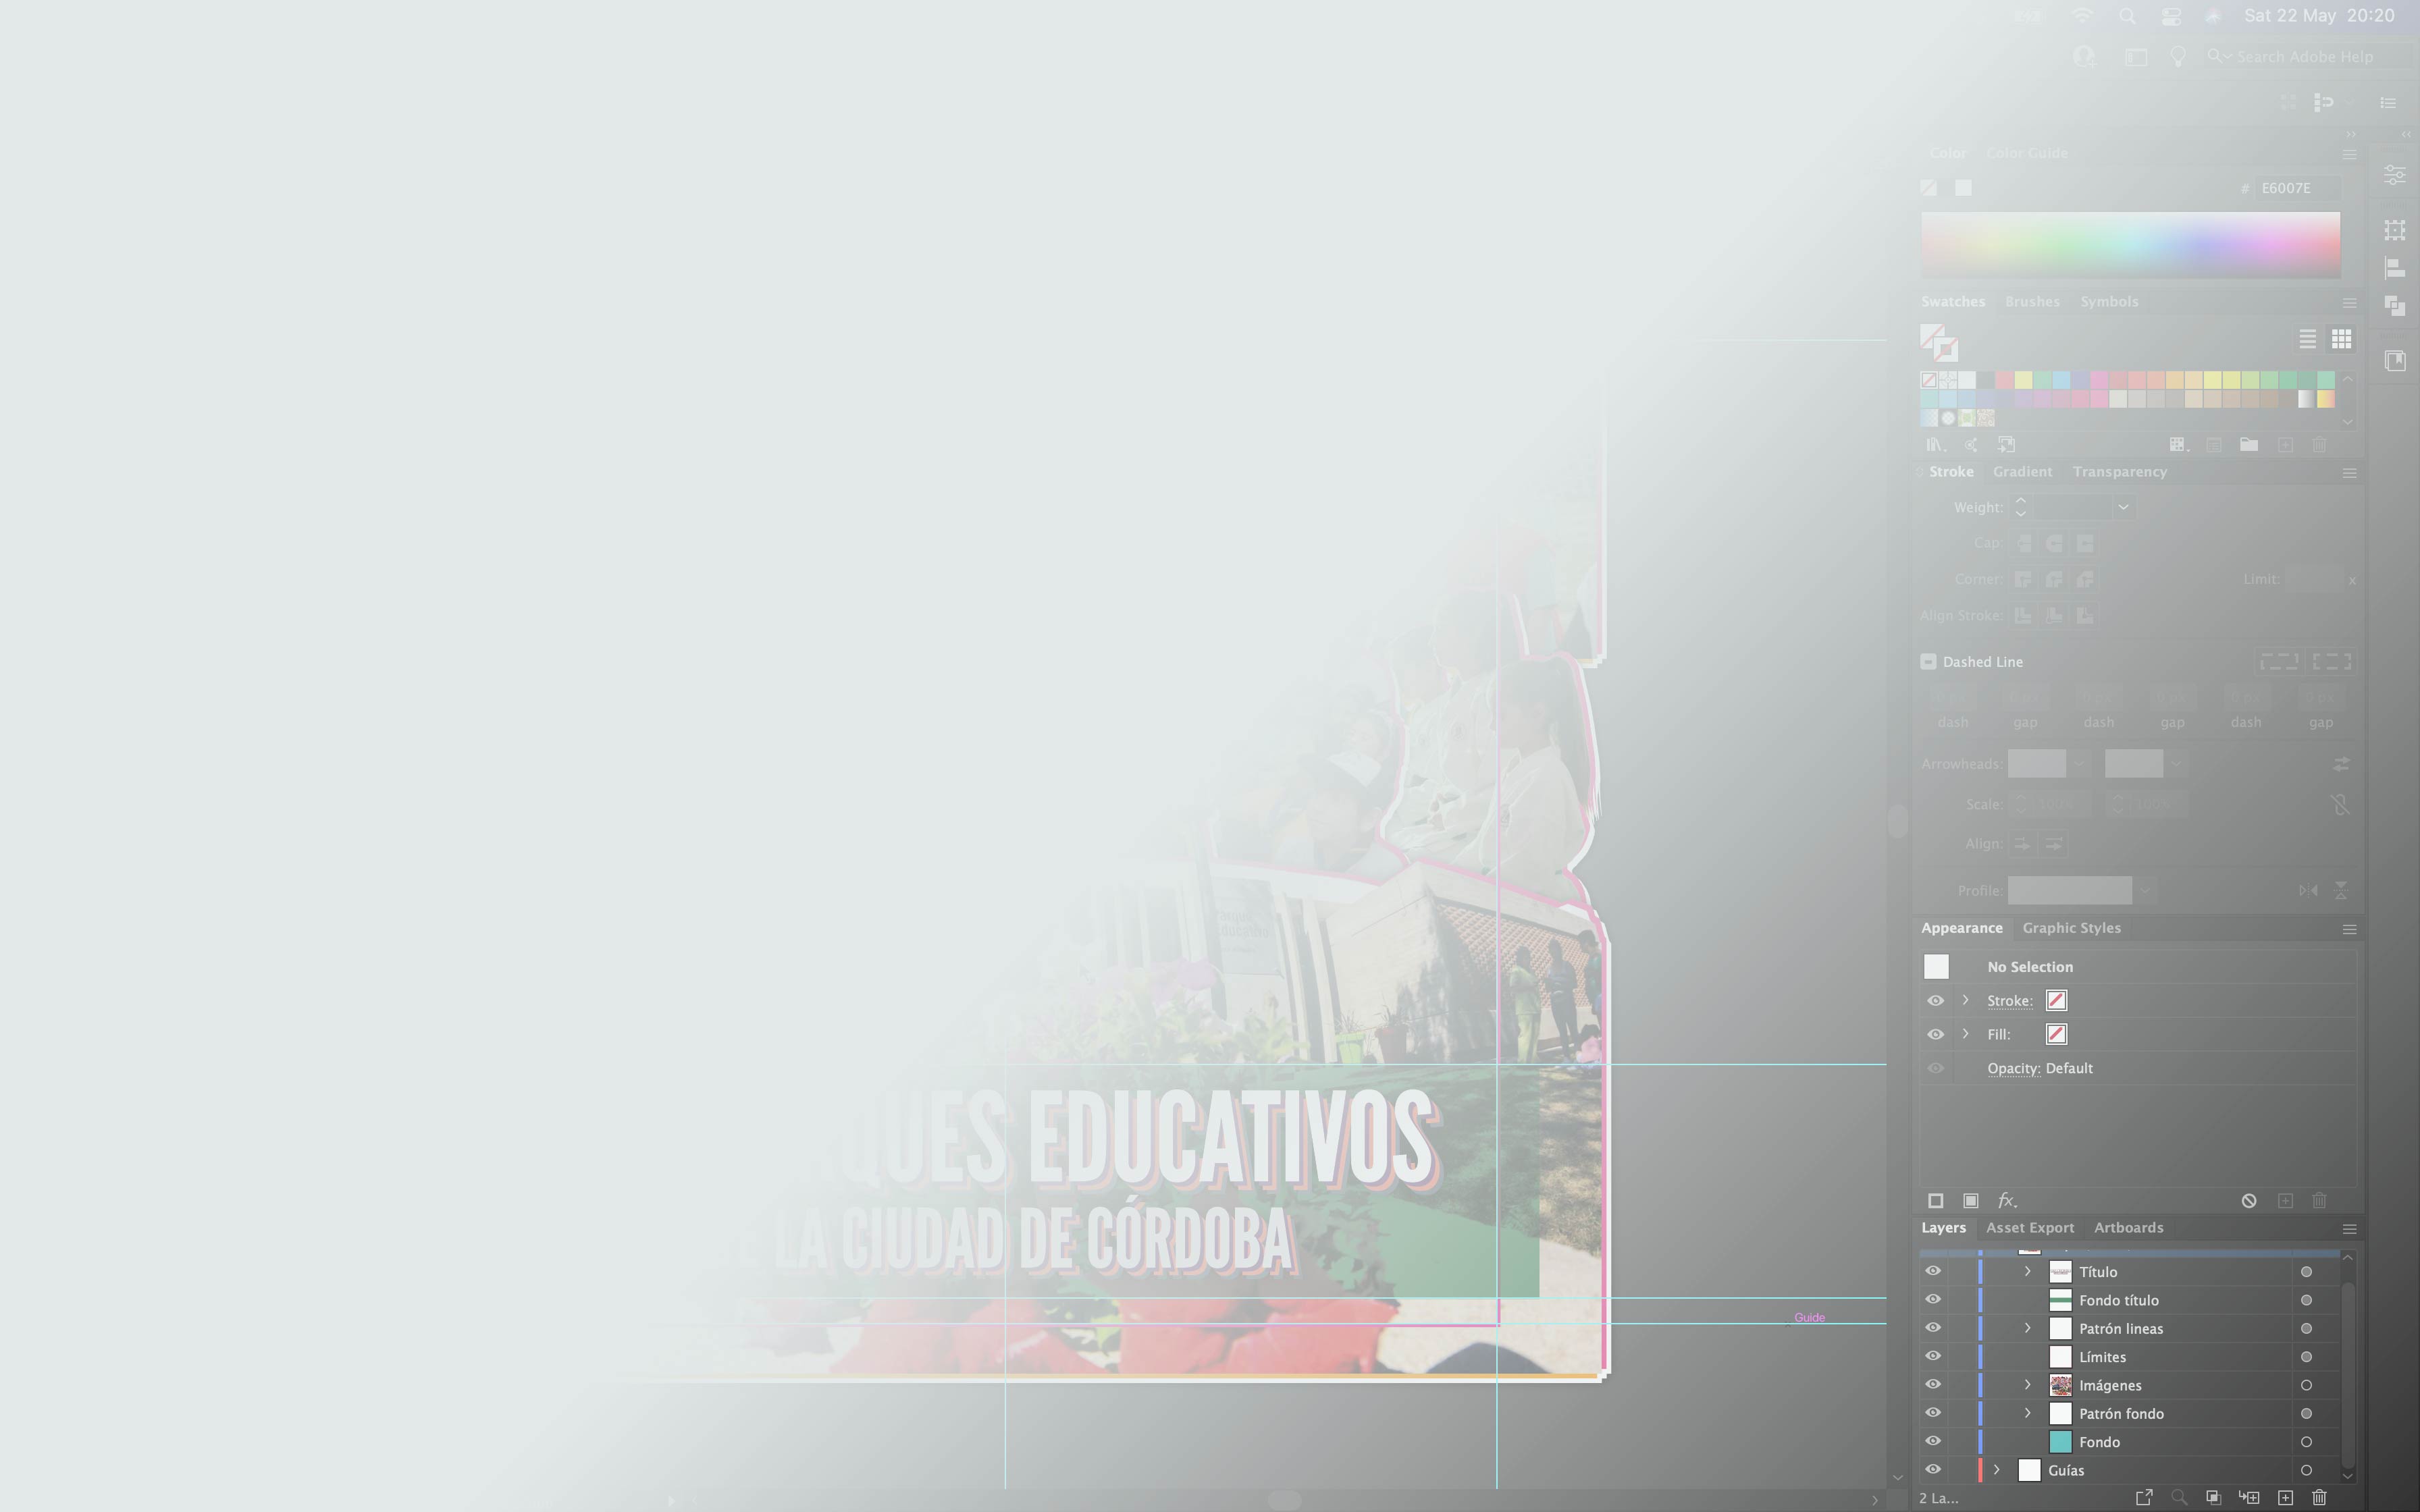 Sat 22 May 20:20
Search Adobe Help
Color Color Guide
# E6007E
Swatches Brushes Symbols
Stroke Gradient Transparency
Weight:
Cap:
Corner:
Limit:
x
Align Stroke:
Dashed Line
dash gap dash gap dash gap
Arrowheads:
Scale: 100% 100%
Align:
Profile:
Appearance Graphic Styles
No Selection
Stroke:
Fill:
Opacity: Default
fx
Layers Asset Export Artboards
Título
Fondo título
Patrón lineas
Límites
Imágenes
Patrón fondo
Fondo
Guías
2 La...
QUES EDUCATIVOS
LA CIUDAD DE CÓRDOBA
Guide